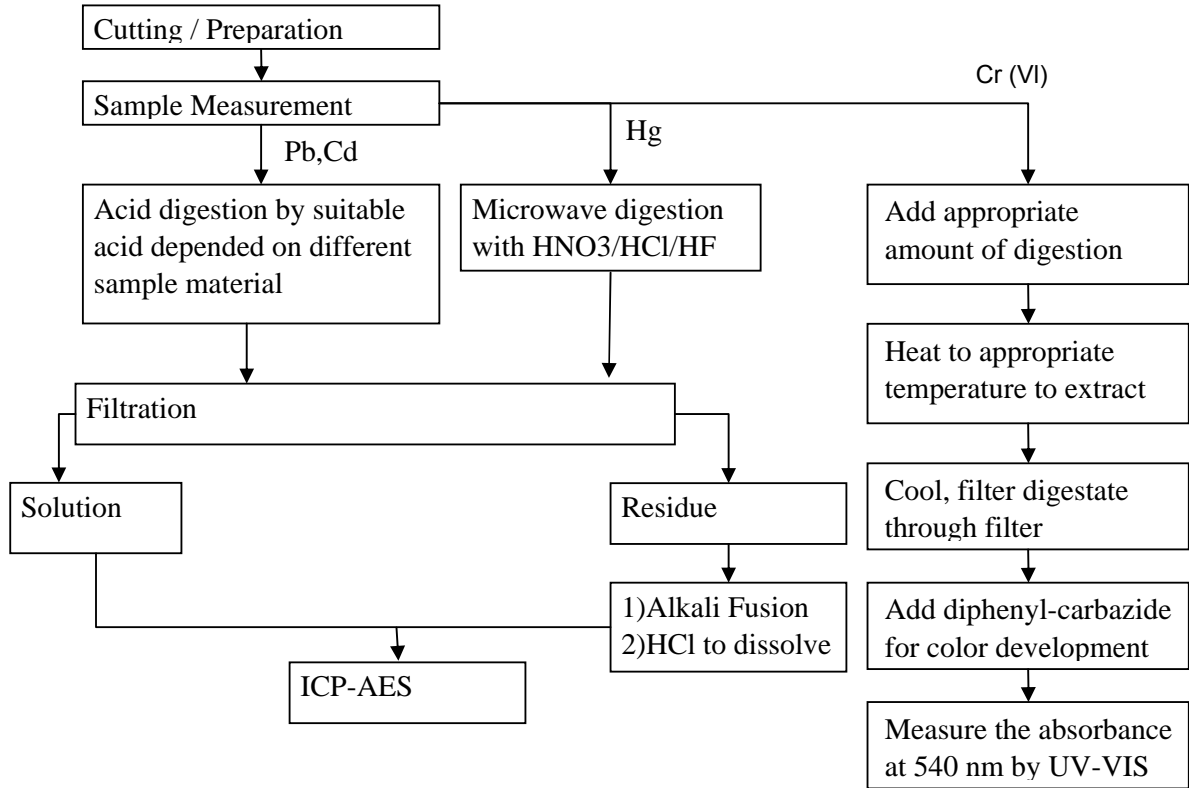 Cutting / Preparation
Sample Measurement
Cr (VI)
Hg
Pb,Cd
Acid digestion by suitable
acid depended on different
sample material
Microwave digestion
with HNO3/HCl/HF
Add appropriate
amount of digestion
Heat to appropriate
temperature to extract
Filtration
Solution
Residue
Cool, filter digestate
through filter
1)Alkali Fusion
2)HCl to dissolve
Add diphenyl-carbazide
for color development
ICP-AES
Measure the absorbance
at 540 nm by UV-VIS